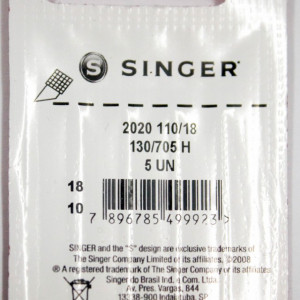 S SINGER®
2020 110/18
130/705 H
5 UN
18
10
7 896785 499923 >
SINGER and the "S" design are exclusive trademarks of
The Singer Company Limited or its affiliates. ©2008
® A registered trademark of The Singer Company or its affiliates.
Singer do Brasil Ind. e Com. Ltda.
Av. Pres. Vargas, 844
13338-900 Indaiatuba, SP